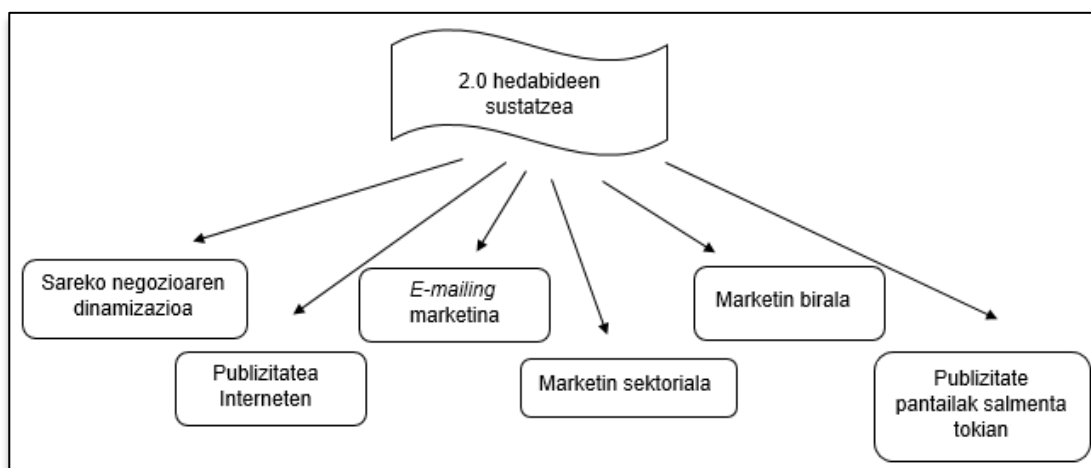 2.0 hedabideen
sustatzea
Sareko negozioaren
dinamizazioa
Publizitatea
Interneten
E-mailing
marketina
Marketin sektoriala
Marketin birala
Publizitate
pantailak salmenta
tokian